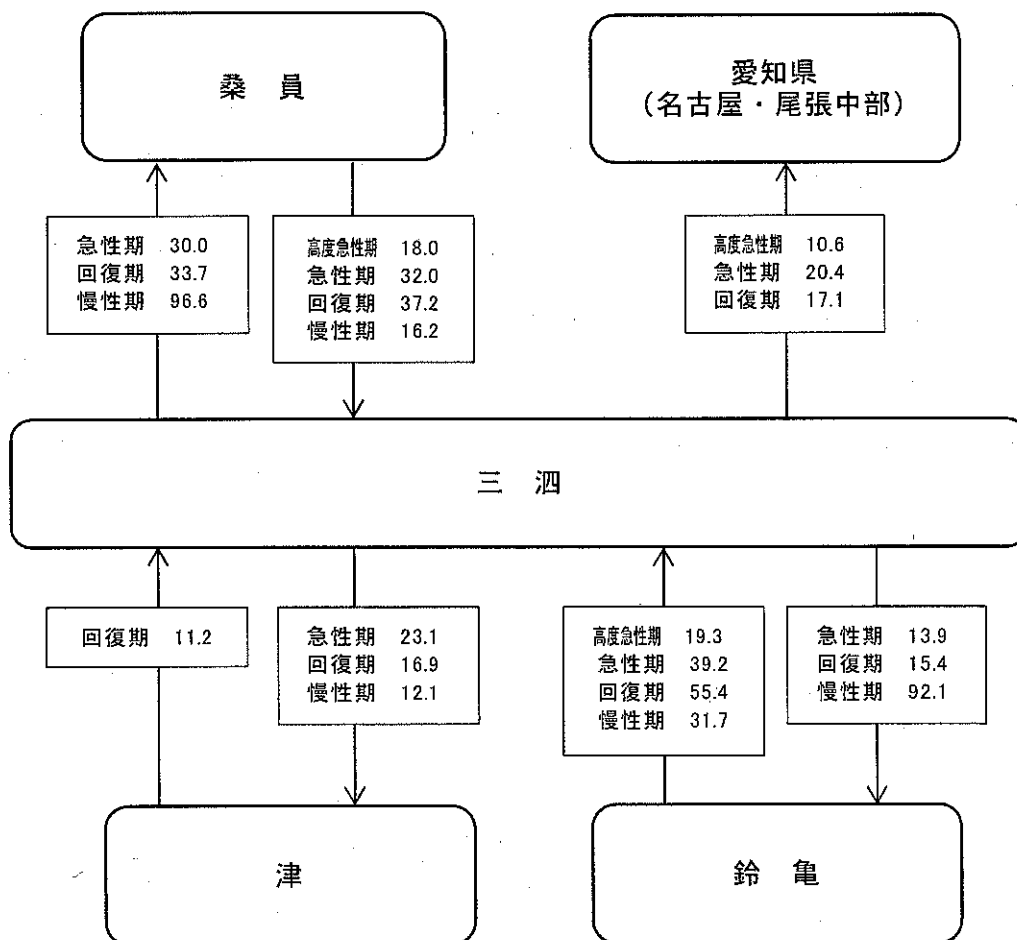 桑員
愛知県
(名古屋・尾張中部)
急性期 30.0
回復期 33.7
慢性期 96.6
高度急性期 18.0
急性期 32.0
回復期 37.2
慢性期 16.2
高度急性期 10.6
急性期 20.4
回復期 17.1
三泗
回復期 11.2
急性期 23.1
回復期 16.9
慢性期 12.1
高度急性期 19.3
急性期 39.2
回復期 55.4
慢性期 31.7
急性期 13.9
回復期 15.4
慢性期 92.1
津
鈴亀